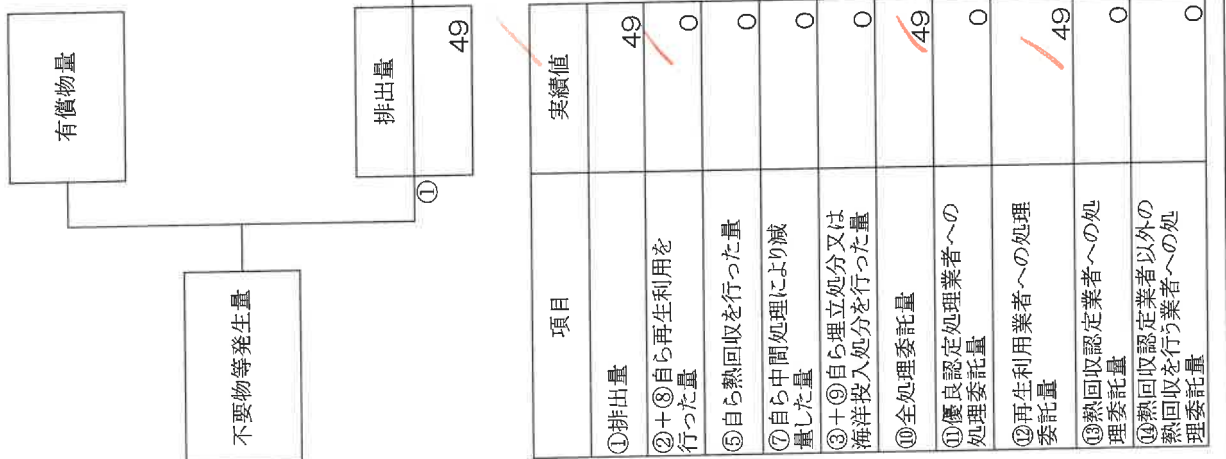 有償物量
不要物等発生量
①
排出量
49
項目
実績値
①排出量
49
②+⑧自ら再生利用を
行った量
0
⑤自ら熱回収を行った量
0
⑦自ら中間処理により減
量した量
0
③+⑨自ら埋立処分又は
海洋投入処分を行った量
0
⑩全処理委託量
49
⑪優良認定処理業者への
処理委託量
0
⑫再生利用業者への処理
委託量
49
⑬熱回収認定業者への処
理委託量
0
⑭熱回収認定業者以外の
熱回収を行う業者への処
理委託量
0